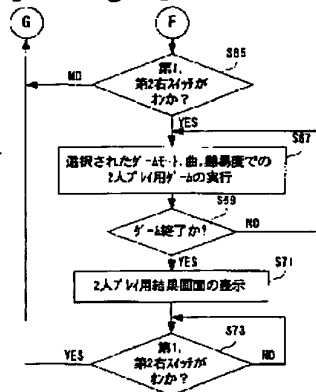 G
F
S65
第1,
第2右スイッチが
オンか?
NO
YES
S67
選択されたゲームモード、曲、難易度での
2人プレイ用ゲームの実行
S69
ゲーム終了か?
NO
YES
S71
2人プレイ用結果画面の表示
S73
第1,
第2右スイッチが
オンか?
YES
NO